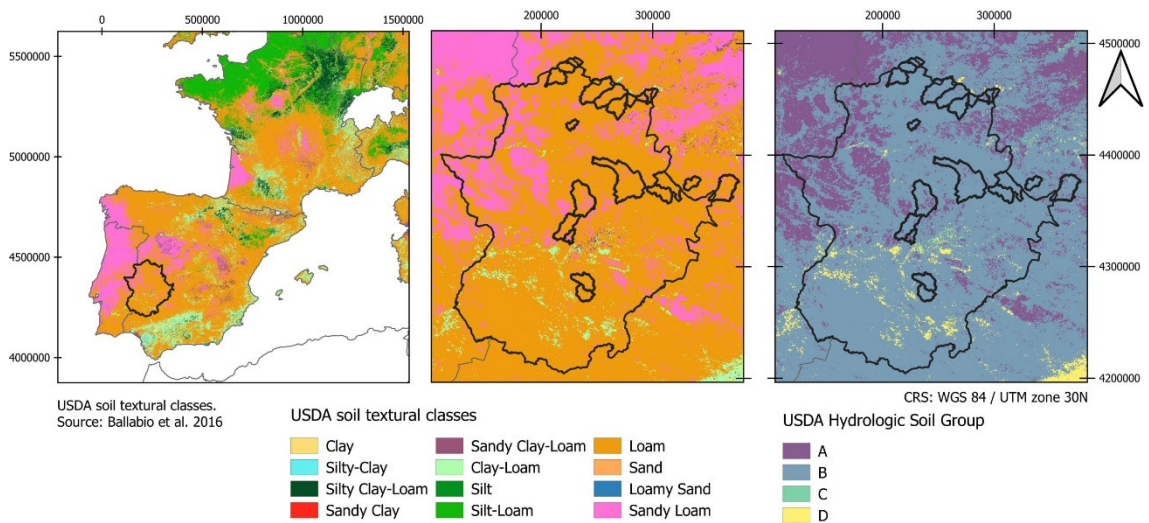 0 500000 1000000 1500000
200000 300000
200000 300000
5500000
5000000
4500000
4000000
4500000
4400000
4300000
4200000
CRS: WGS 84 / UTM zone 30N
USDA soil textural classes.
Source: Ballabio et al. 2016
USDA soil textural classes
Clay
Silty-Clay
Silty Clay-Loam
Sandy Clay
Sandy Clay-Loam
Clay-Loam
Silt
Silt-Loam
Loam
Sand
Loamy Sand
Sandy Loam
USDA Hydrologic Soil Group
A
B
C
D